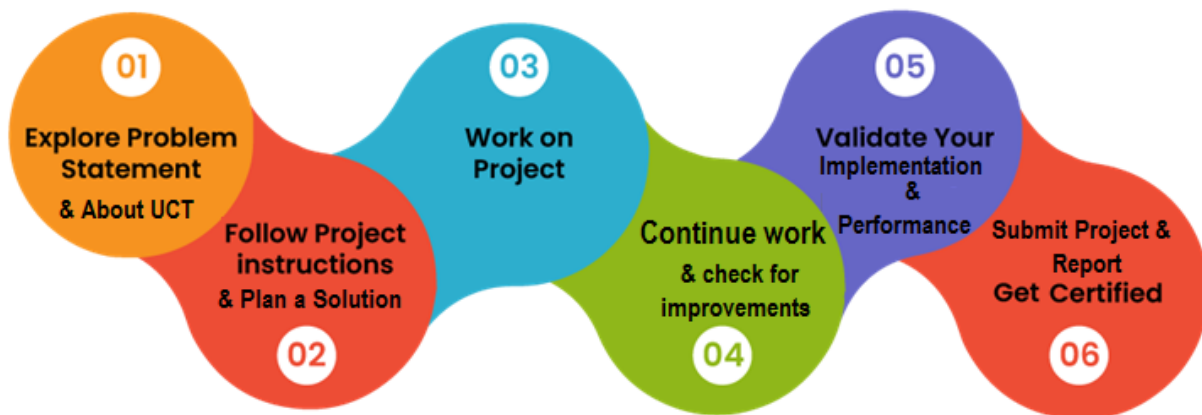 01
Explore Problem
Statement
& About UCT
Follow Project
instructions
& Plan a Solution
02
03
Work on
Project
Continue work
& check for
improvements
04
05
Validate Your
Implementation
&
Performance
Submit Project &
Report
Get Certified
06